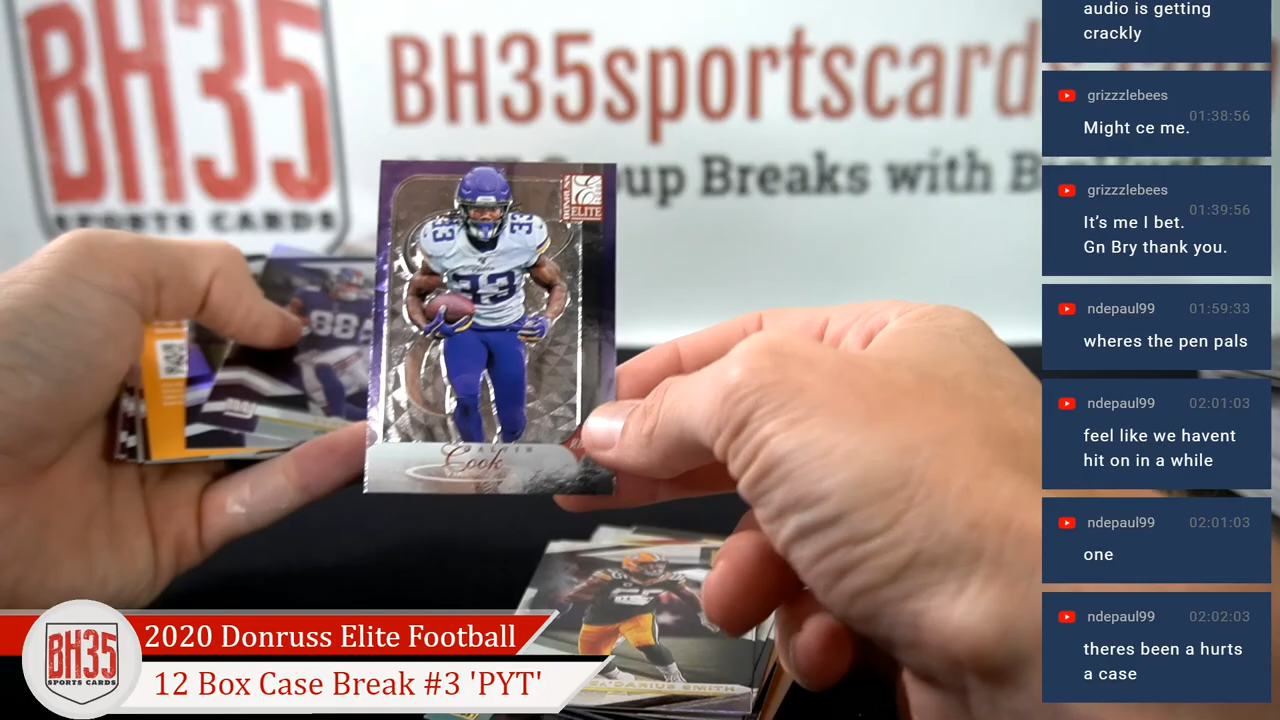 BH35
SPORTS CARDS
BH35sportscard
oup Breaks with B
33
33
33
DONRUSS
ELITE
Cook
88
DARIUS SMITH
BH35
SPORTS CARDS
2020 Donruss Elite Football
12 Box Case Break #3 'PYT'
audio is getting
crackly
grizzzlebees
01:38:56
Might ce me.
grizzzlebees
01:39:56
It’s me I bet.
Gn Bry thank you.
ndepaul99 01:59:33
wheres the pen pals
ndepaul99 02:01:03
feel like we havent
hit on in a while
ndepaul99 02:01:03
one
ndepaul99 02:02:03
theres been a hurts
a case